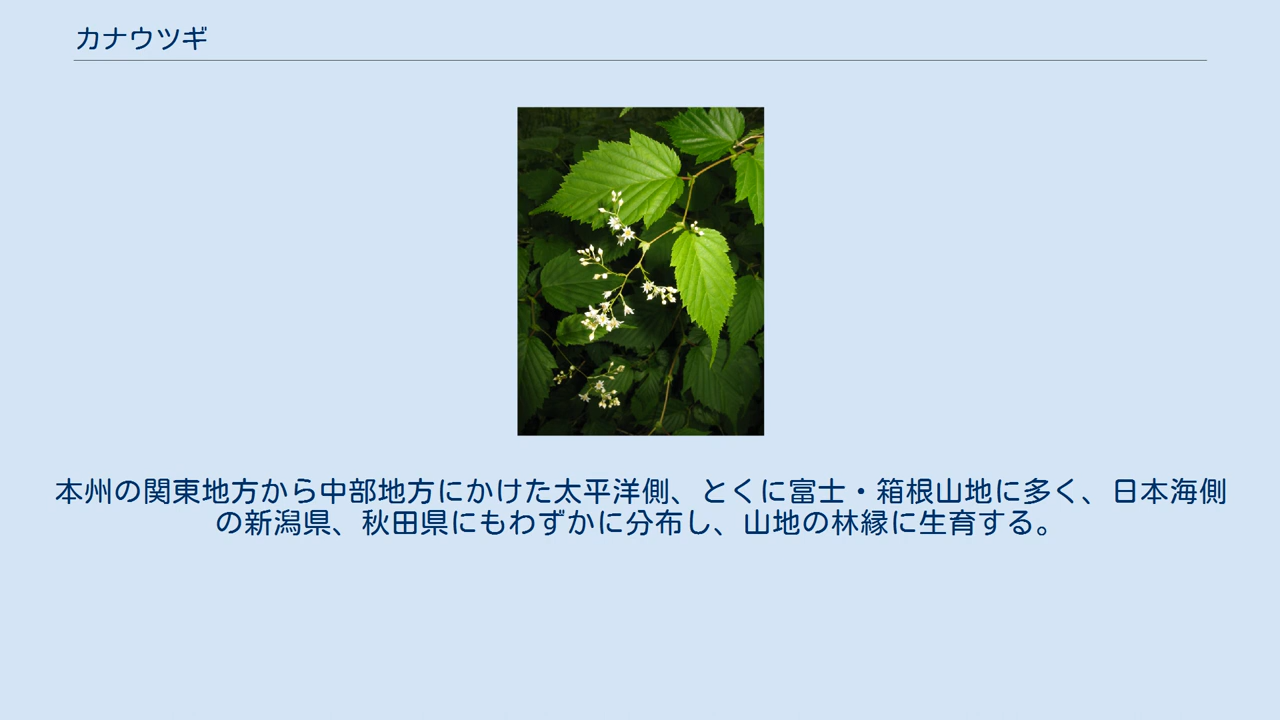 カナウツギ
本州の関東地方から中部地方にかけた太平洋側、とくに富士・箱根山地に多く、日本海側
の新潟県、秋田県にもわずかに分布し、山地の林縁に生育する。